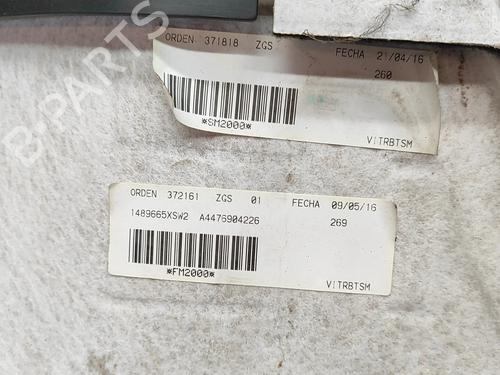 B-PARTS
ORDEN 371818 ZGS FECHA 21/04/16
260
*SM2000*
VITRBTSM
ORDEN 372161 ZGS 01 FECHA 09/05/16
1489665XSW2 A4476904226 269
*FM2000*
VITRBTSM